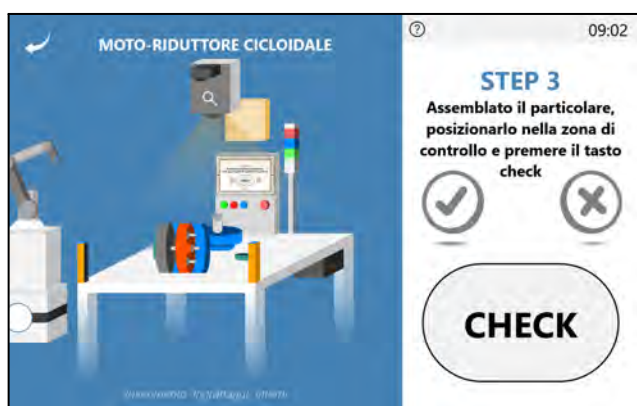 MOTO-RIDUTTORE CICLOIDALE
09:02
STEP 3
Assemblato il particolare,
posizionarlo nella zona di
controllo e premere il tasto
check
CHECK